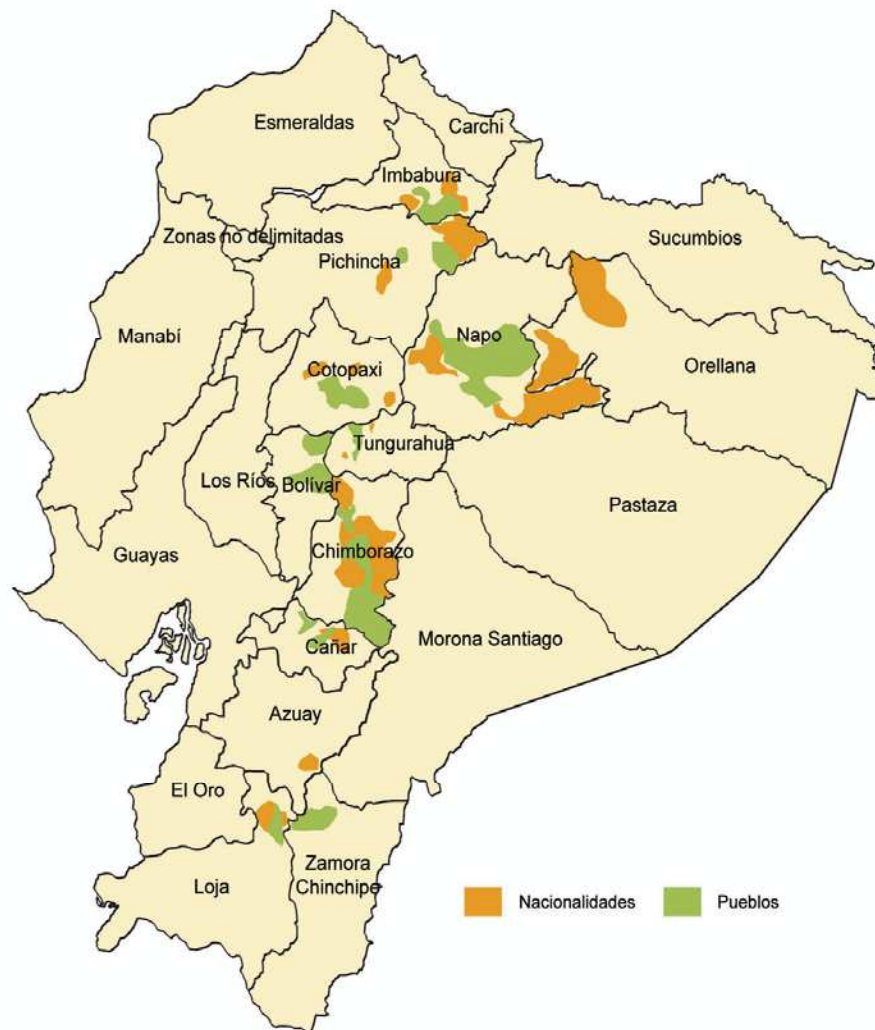 Esmeraldas
Carchi
Imbabura
Zonas no delimitadas
Sucumbios
Pichincha
Manabí
Napo
Cotopaxi
Orellana
Tungurahua
Los Ríos
Bolívar
Pastaza
Guayas
Chimborazo
Morona Santiago
Cañar
Azuay
El Oro
Zamora
Chinchipe
Loja
Nacionalidades
Pueblos